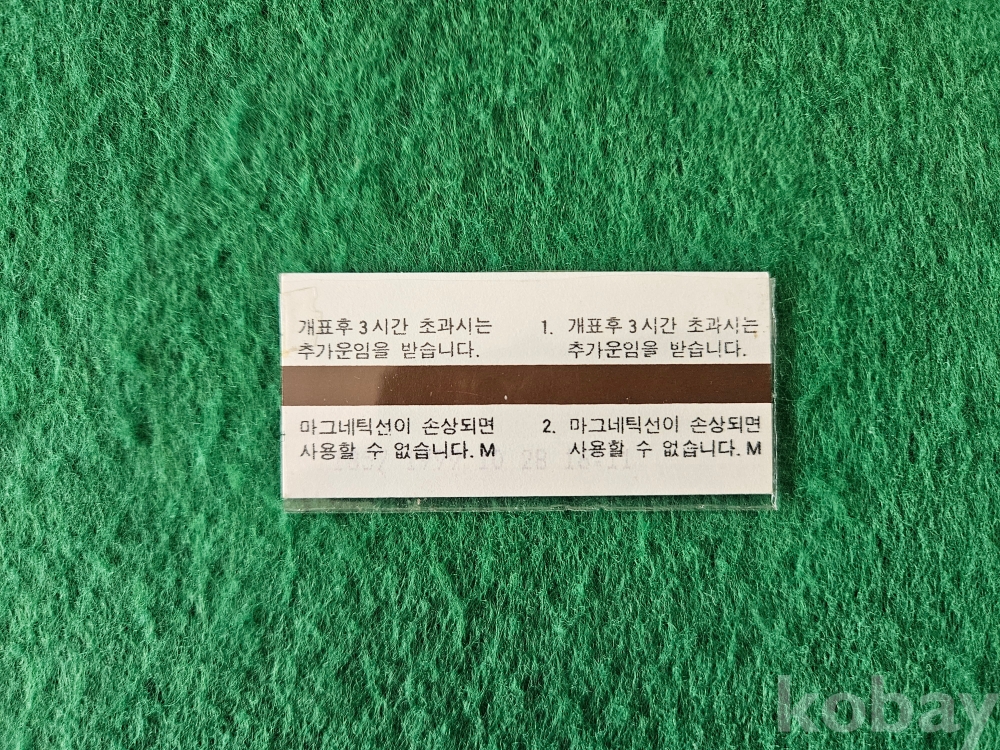 개표후 3시간 초과시는
추가운임을 받습니다.
마그네틱선이 손상되면
사용할 수 없습니다. M
1. 개표후 3시간 초과시는
추가운임을 받습니다.
2. 마그네틱선이 손상되면
사용할 수 없습니다. M
kobay